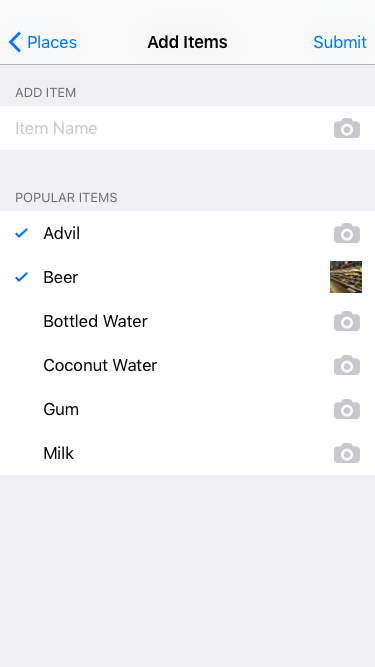 Places
Add Items
Submit
ADD ITEM
Item Name
POPULAR ITEMS
Advil
Beer
Bottled Water
Coconut Water
Gum
Milk